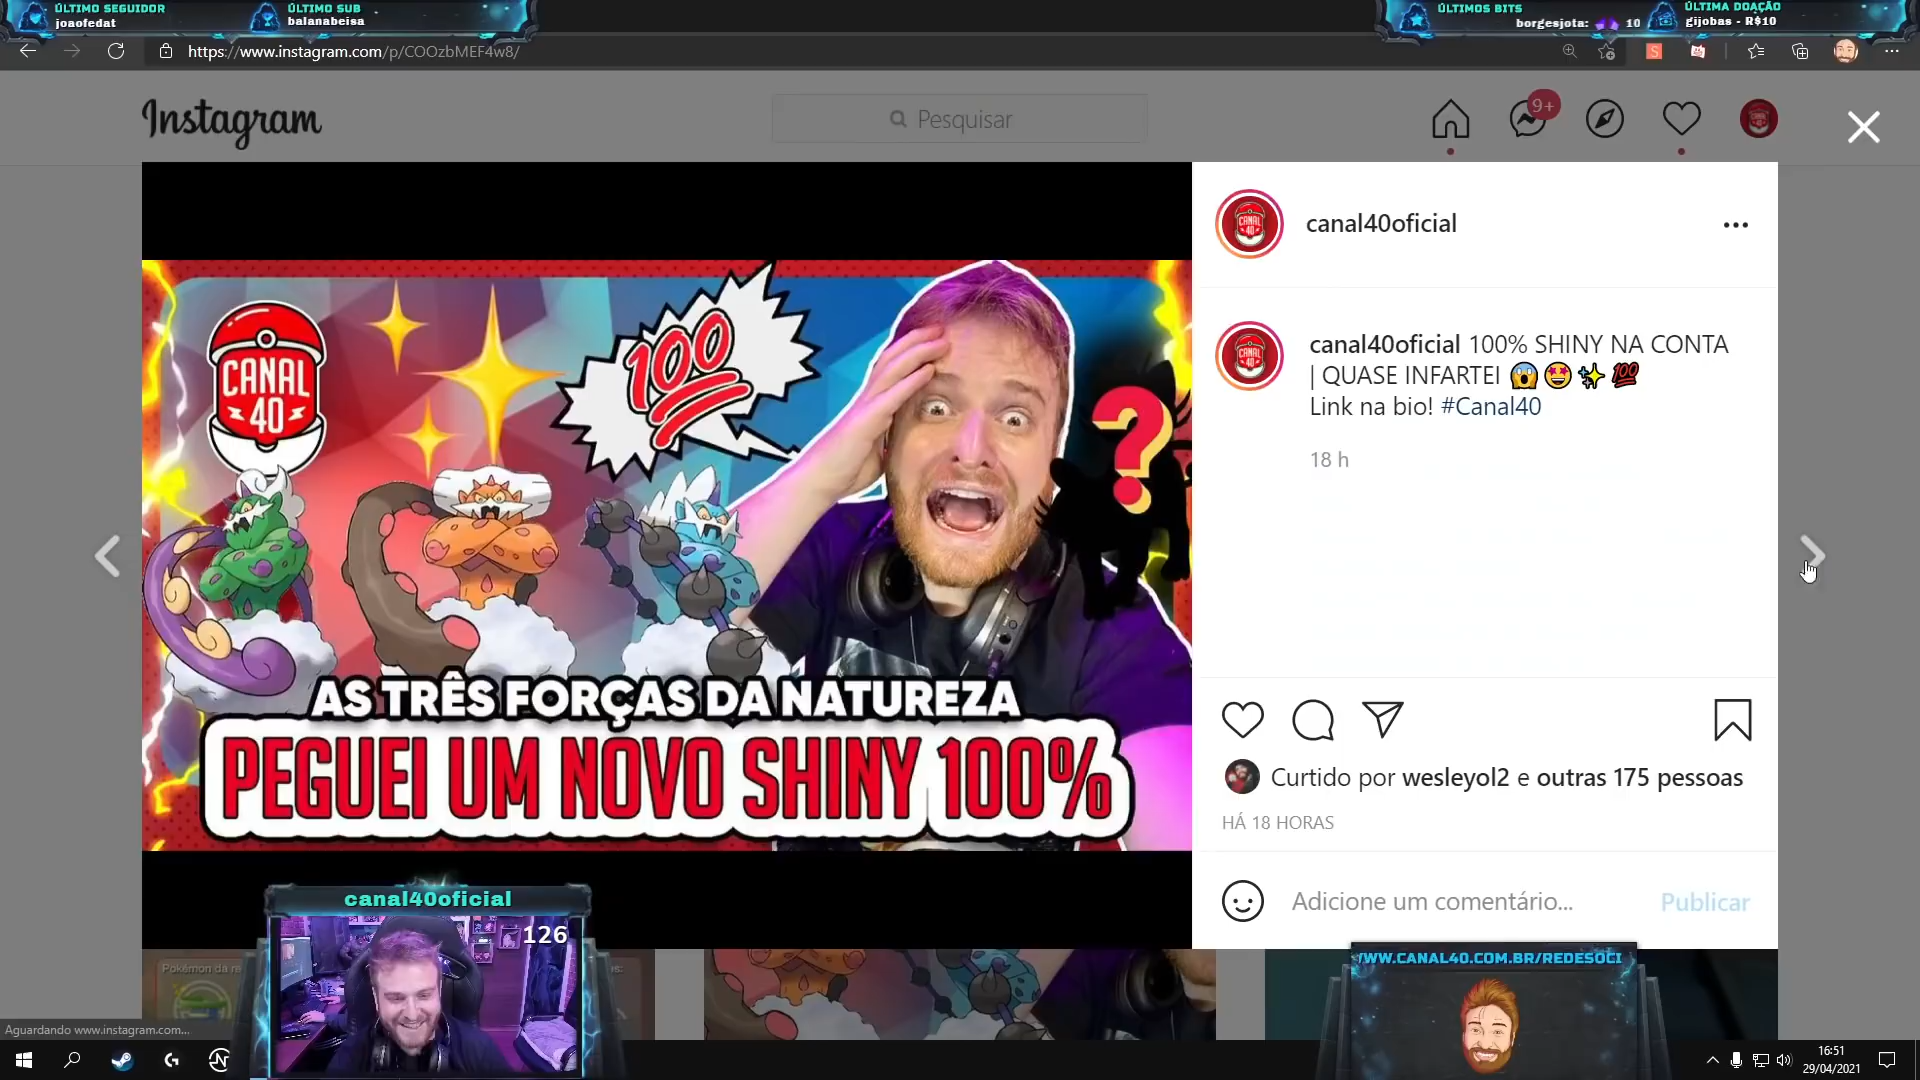 ÚLTIMO SEGUIDOR
joaofedat
ÚLTIMO SUB
balanabeisa
ÚLTIMOS BITS
borgesjota: 10
ÚLTIMA DOAÇÃO
gijobas - R$10
https://www.instagram.com/p/COOzbMEF4w8/
Instagram
Pesquisar
9+
CANAL
40
100
?
AS TRÊS FORÇAS DA NATUREZA
PEGUEI UM NOVO SHINY 100%
canal40oficial
canal40oficial 100% SHINY NA CONTA
| QUASE INFARTEI 😱🤩✨💯
Link na bio! #Canal40
18 h
Curtido por wesleyol2 e outras 175 pessoas
HÁ 18 HORAS
Adicione um comentário...
Publicar
canal40oficial
126
WWW.CANAL40.COM.BR/REDESOCI
Pokémon da re
Aguardando www.instagram.com...
16:51
29/04/2021